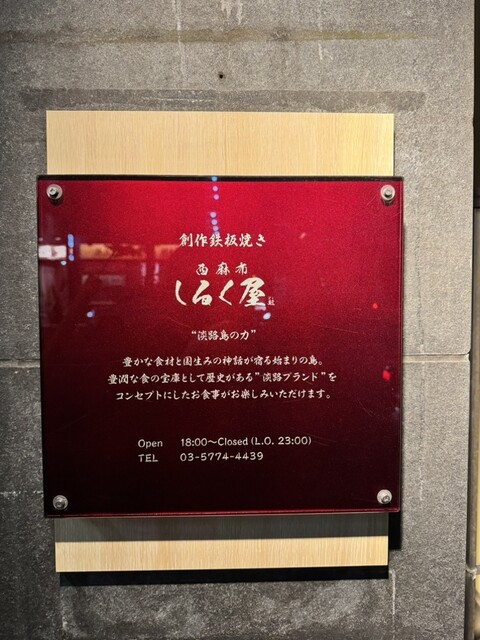 創作鉄板焼き
西麻布
しろく屋
“淡路島の力”
豊かな食材と国生みの神話が宿る始まりの島。
豊潤な食の宝庫として歴史がある”淡路ブランド”を
コンセプトにしたお食事がお楽しみいただけます。
Open 18:00～Closed (L.O. 23:00)
TEL 03-5774-4439